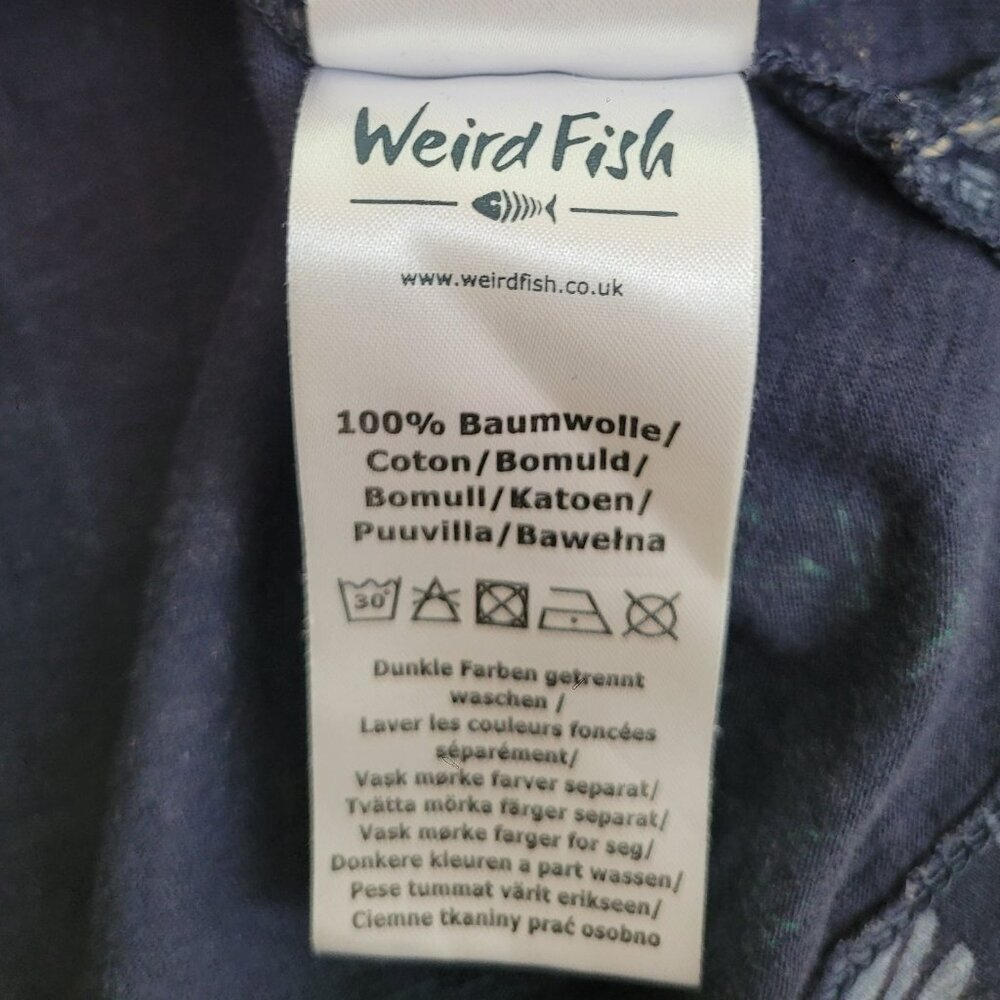 Weird Fish
www.weirdfish.co.uk
100% Baumwolle/
Coton/Bomuld/
Bomull/Katoen/
Puuvilla/Bawełna
30°
Dunkle Farben getrennt
waschen /
Laver les couleurs foncées
séparément/
Vask mørke farver separat/
Tvätta mörka färger separat/
Vask mørke farger for seg/
Donkere kleuren a part wassen/
Pese tummat värit erikseen/
Ciemne tkaniny prać osobno